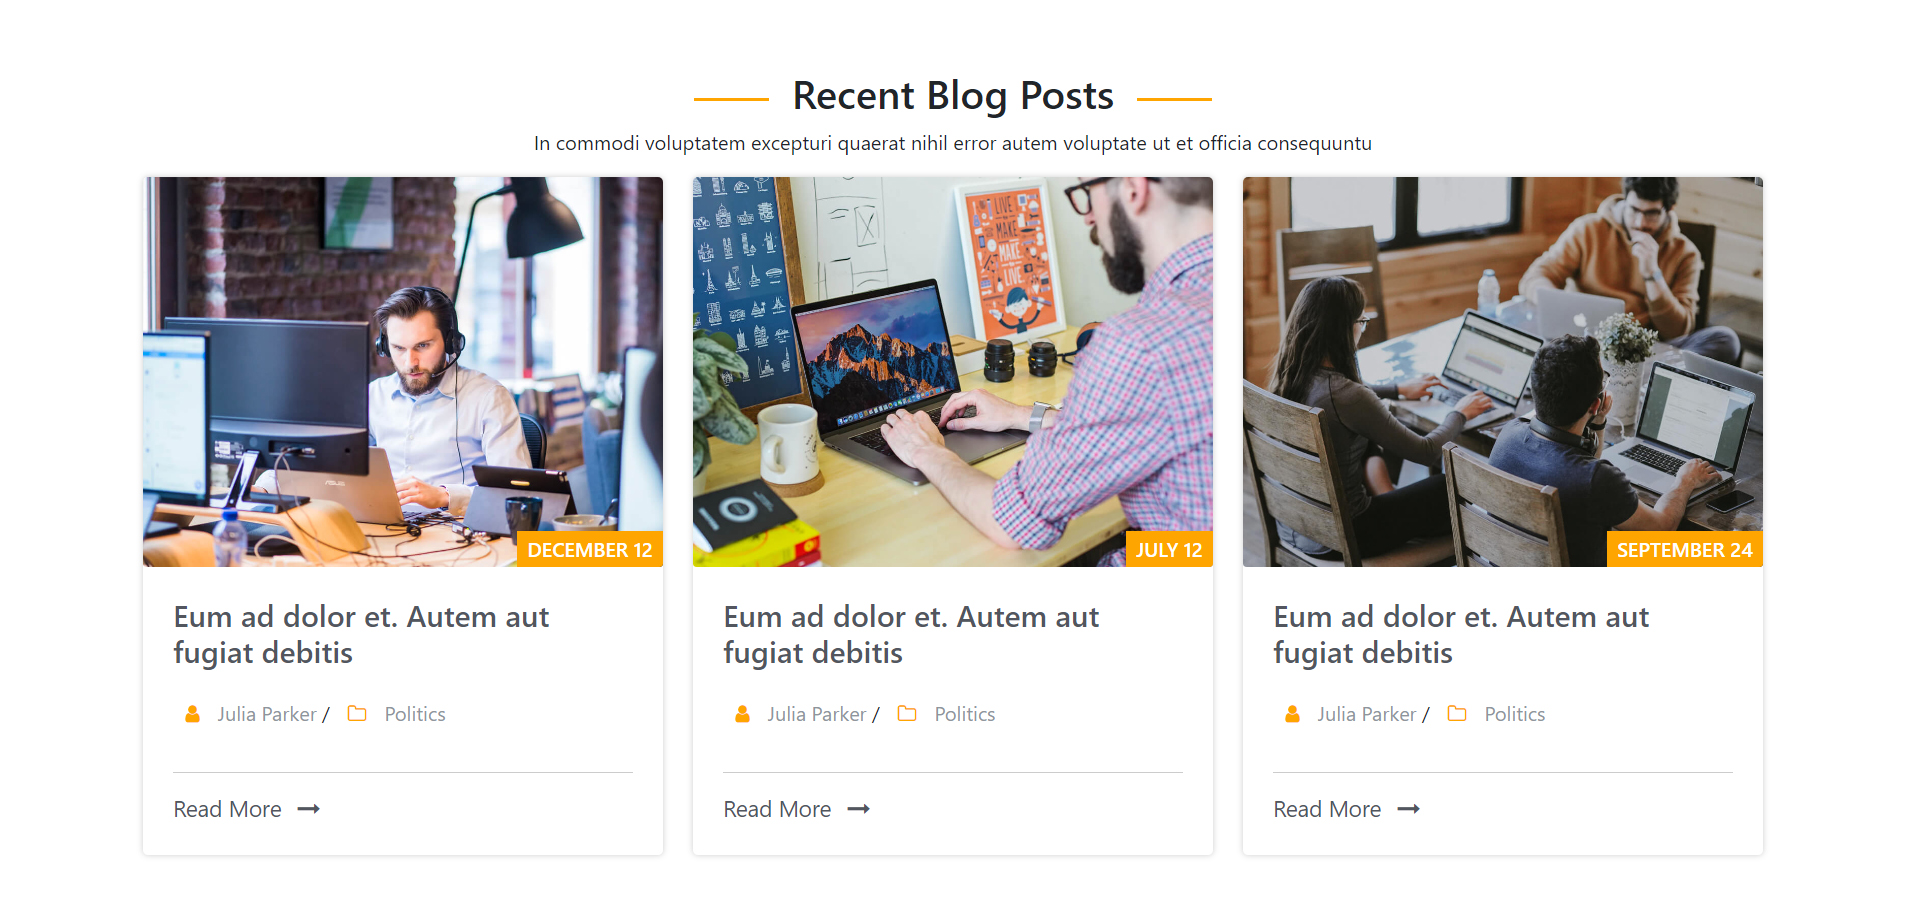 Recent Blog Posts
In commodi voluptatem excepturi quaerat nihil error autem voluptate ut et officia consequuntu
LIVE
MAKE
MAKE
LIVE
ASUS
DECEMBER 12
JULY 12
SEPTEMBER 24
Eum ad dolor et. Autem aut
fugiat debitis
Julia Parker / Politics
Read More
Eum ad dolor et. Autem aut
fugiat debitis
Julia Parker / Politics
Read More
Eum ad dolor et. Autem aut
fugiat debitis
Julia Parker / Politics
Read More